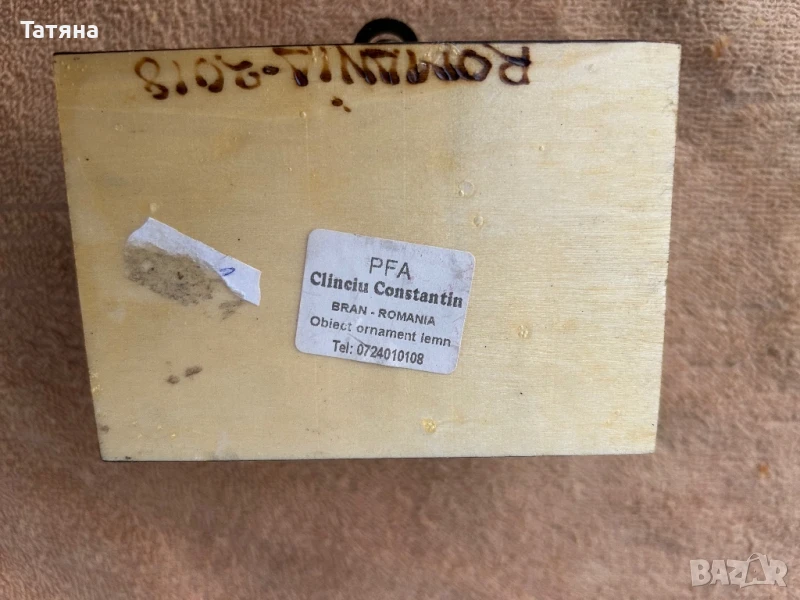 Татяна
ROMANIA-2018
PFA
Clinciu Constantin
BRAN - ROMANIA
Obiect ornament lemn
Tel: 0724010108
BAZAR